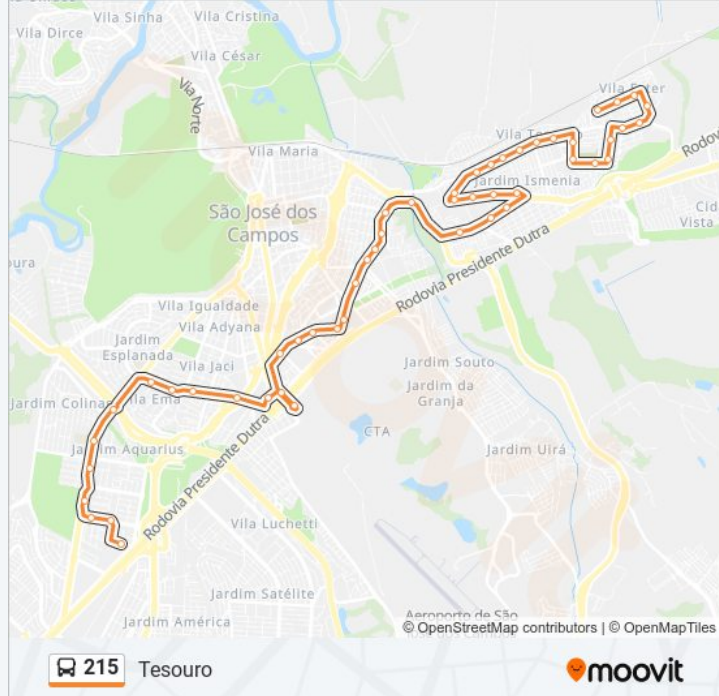 Vila Sinha
Vila Cristina
Vila Dirce
Vila César
Via Norte
Vila Ester
Vila Maria
Rodov
Jardim Ismenia
São José dos
Campos
Cid
Vista
oura
Rodovia Presidente Dutra
Vila Igualdade
Vila Adyana
Jardim
Esplanada
Vila Jaci
Jardim Souto
Jardim da
Granja
Jardim Colinas
Vila Ema
CTA
Jardim Aquarius
Rodovia Presidente Dutra
Jardim Uirá
Vila Luchetti
Jardim Satélite
Jardim América
Aeroporto de São
© OpenStreetMap contributors | © OpenMapTiles
215 Tesouro
moovit